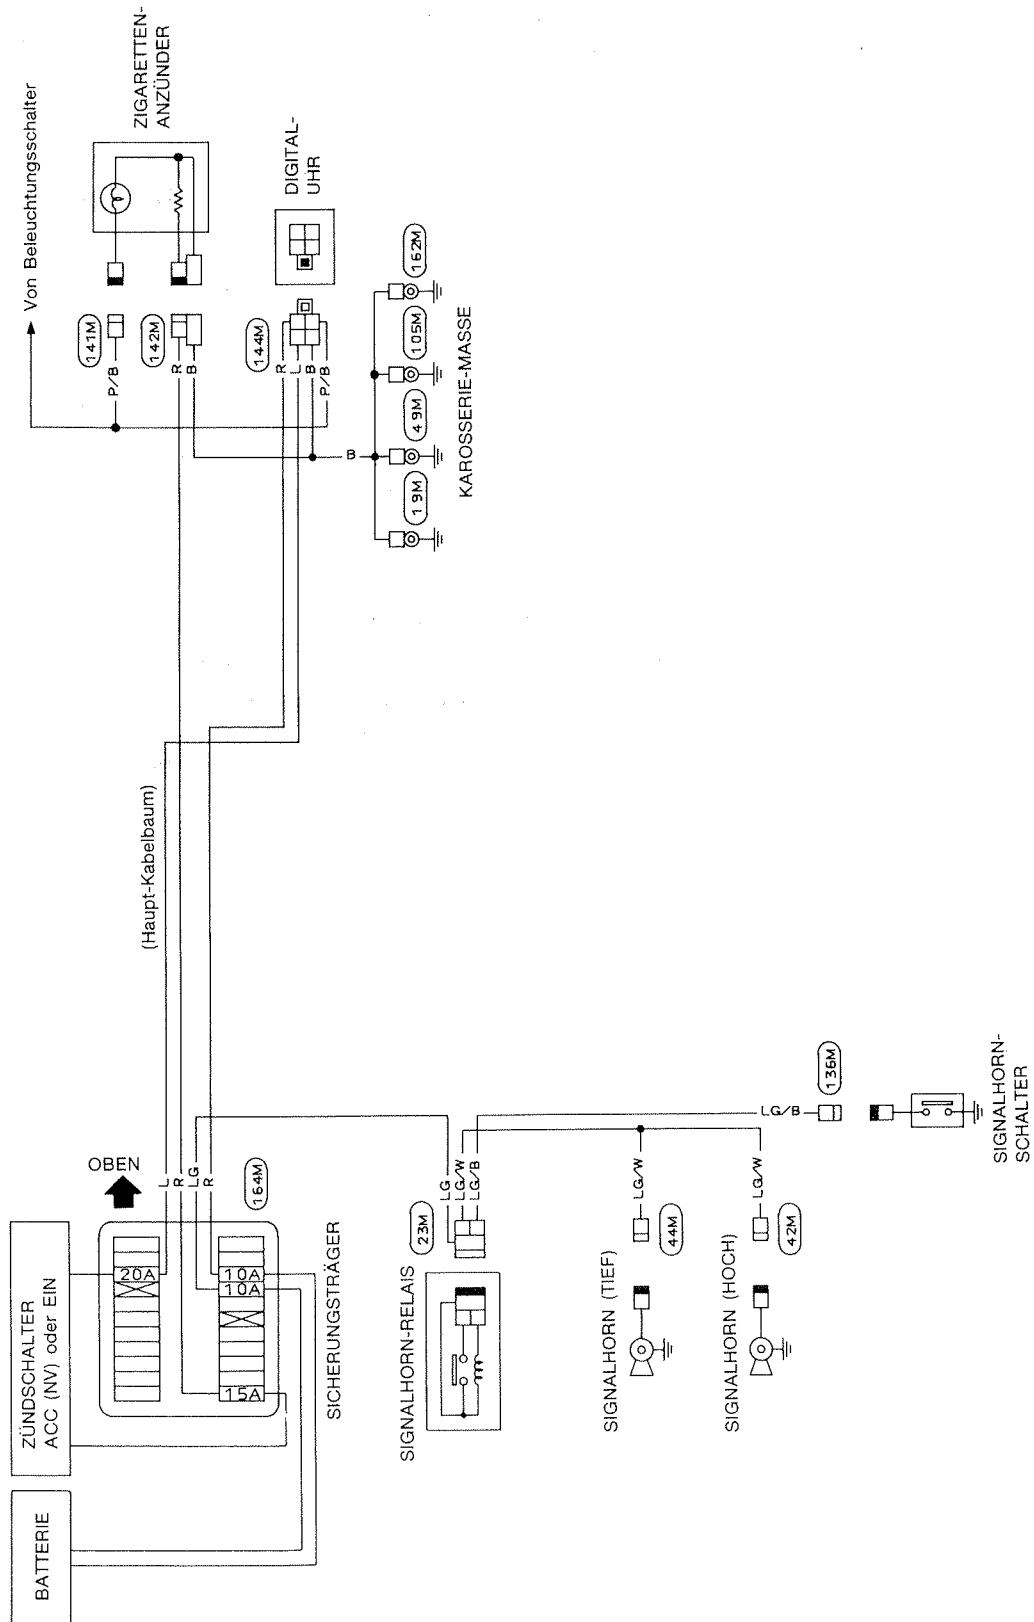 BATTERIE
ZÜNDSCHALTER
ACC (NV) oder EIN
OBEN
20A
10A
10A
15A
SICHERUNGSTRÄGER
164M
L
R
LG
R
(Haupt-Kabelbaum)
Von Beleuchtungsschalter
ZIGARETTEN-
ANZÜNDER
141M
P/B
142M
R
B
DIGITAL-
UHR
144M
R
L
B
P/B
B
19M
49M
105M
162M
KAROSSERIE-MASSE
SIGNALHORN-RELAIS
23M
LG
LG/W
LG/B
SIGNALHORN (TIEF)
44M
LG/W
SIGNALHORN (HOCH)
42M
LG/W
LG/B
136M
SIGNALHORN-
SCHALTER